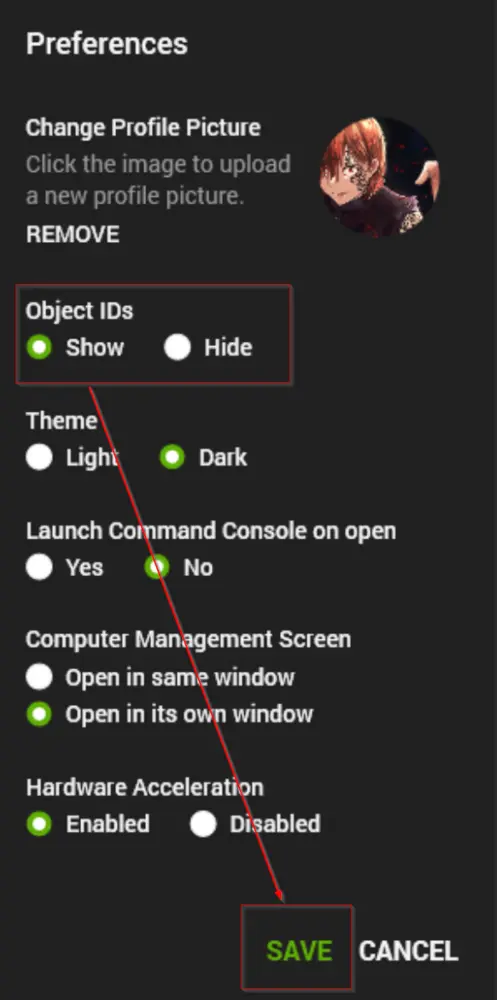 Preferences
Change Profile Picture
Click the image to upload
a new profile picture.
REMOVE
Object IDs
Show Hide
Theme
Light Dark
Launch Command Console on open
Yes No
Computer Management Screen
Open in same window
Open in its own window
Hardware Acceleration
Enabled Disabled
SAVE CANCEL